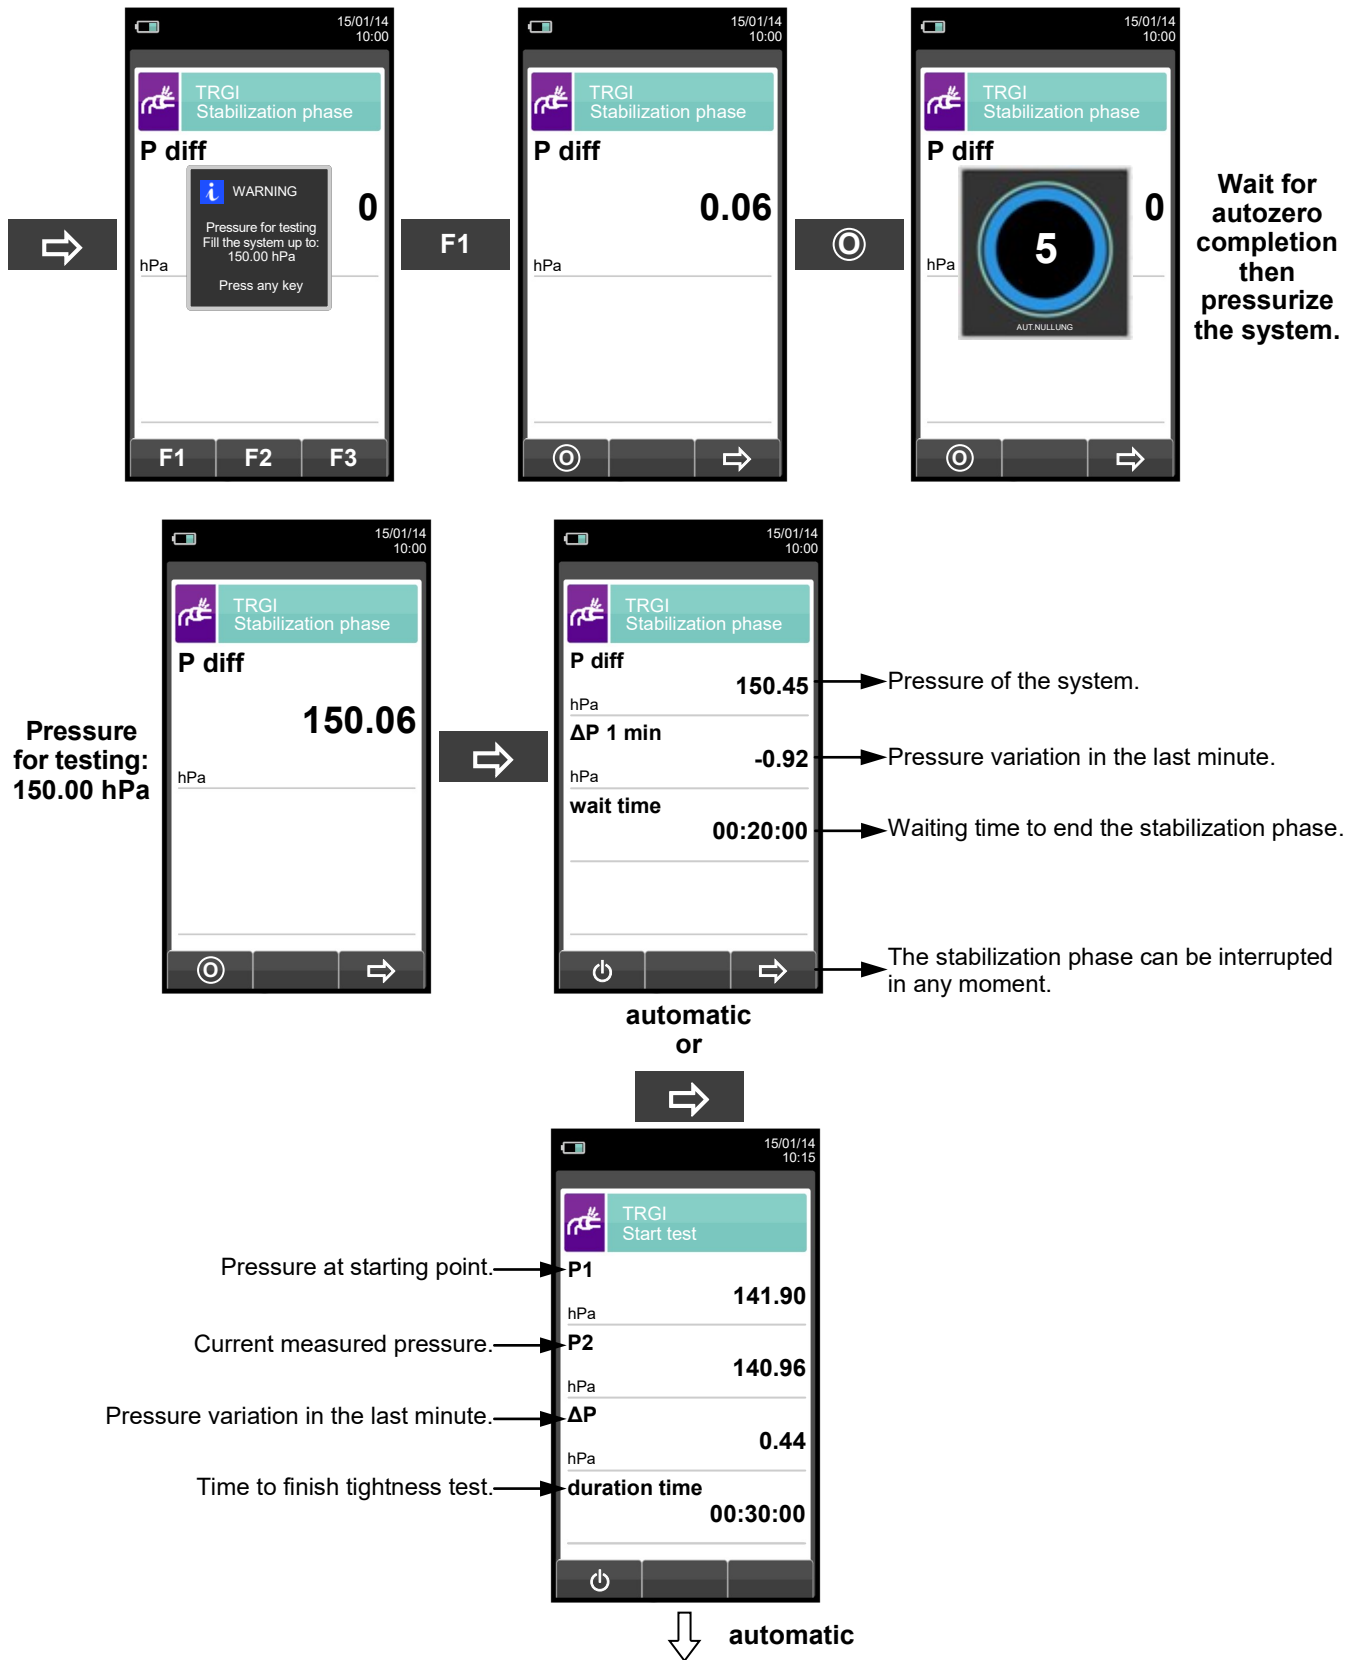 15/01/14
10:00
TRGI
Stabilization phase
P diff
WARNING
Pressure for testing
Fill the system up to:
150.00 hPa
Press any key
0
hPa
F1 F2 F3
F1
15/01/14
10:00
TRGI
Stabilization phase
P diff
0.06
hPa
15/01/14
10:00
TRGI
Stabilization phase
P diff
5
AUT.NULLUNG
0
hPa
Wait for
autozero
completion
then
pressurize
the system.
Pressure
for testing:
150.00 hPa
15/01/14
10:00
TRGI
Stabilization phase
P diff
150.06
hPa
15/01/14
10:00
TRGI
Stabilization phase
P diff
150.45
hPa
ΔP 1 min
-0.92
hPa
wait time
00:20:00
Pressure of the system.
Pressure variation in the last minute.
Waiting time to end the stabilization phase.
The stabilization phase can be interrupted
in any moment.
automatic
or
15/01/14
10:15
TRGI
Start test
Pressure at starting point.
P1
141.90
hPa
Current measured pressure.
P2
140.96
hPa
Pressure variation in the last minute.
ΔP
0.44
hPa
Time to finish tightness test.
duration time
00:30:00
automatic